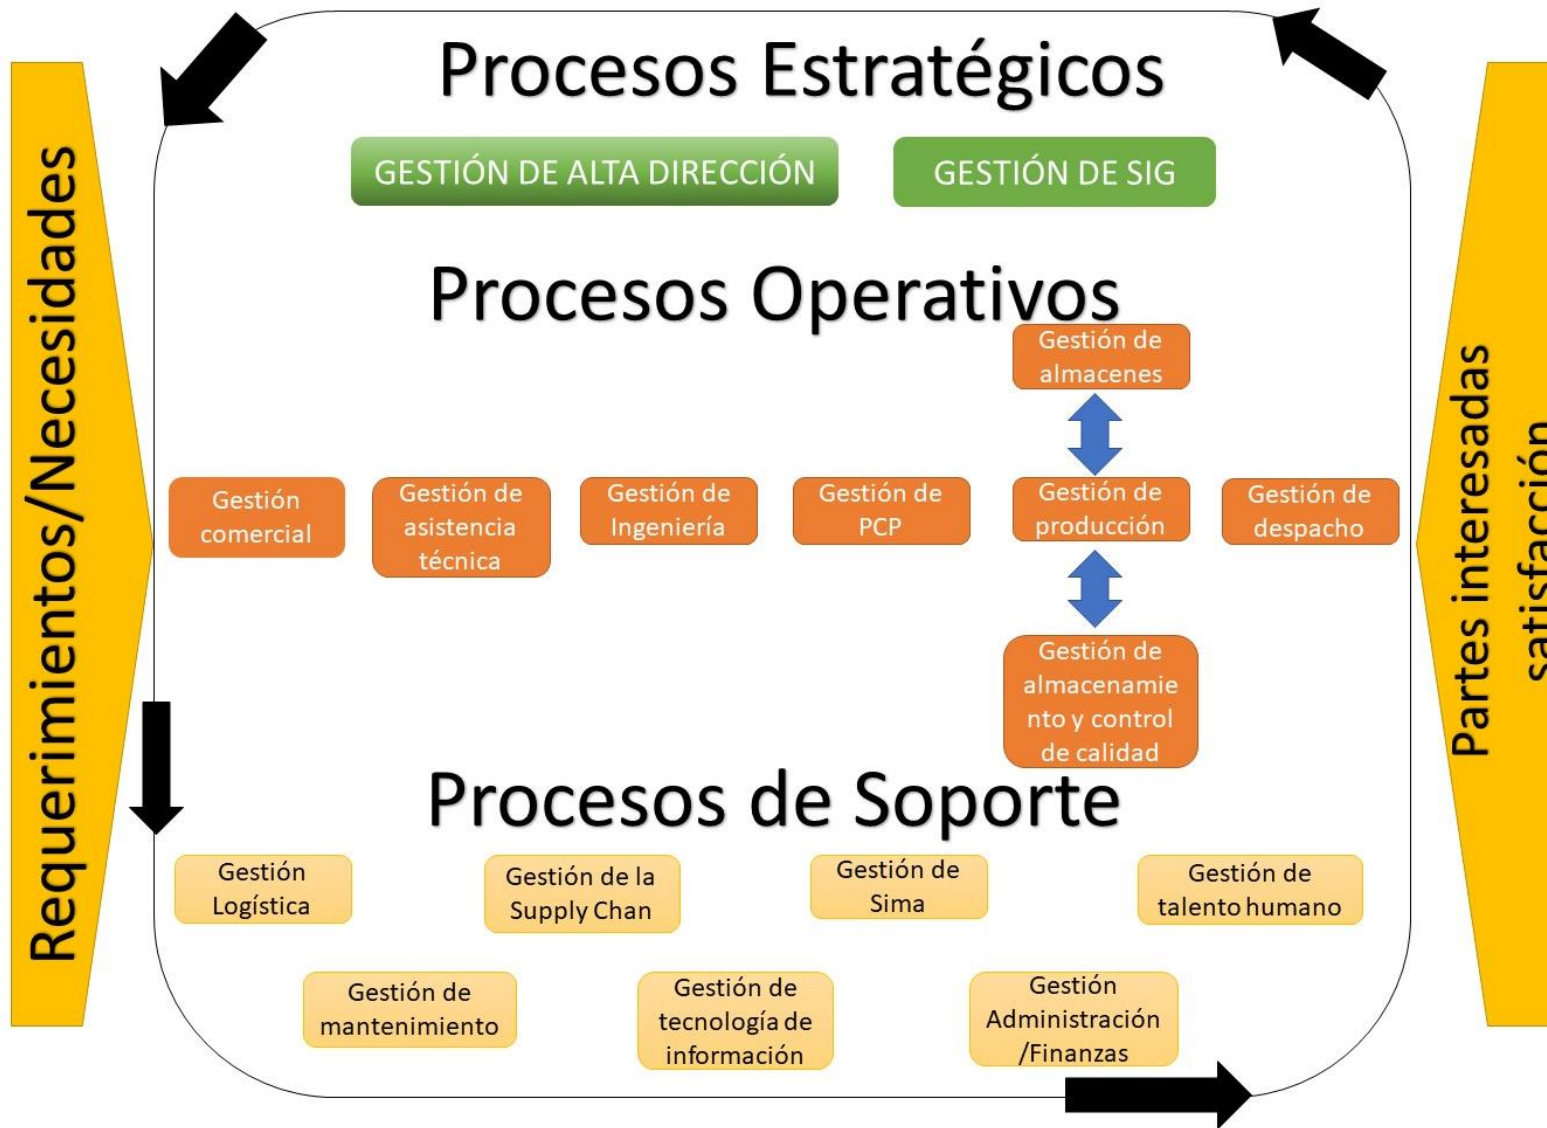 Procesos Estratégicos
GESTIÓN DE ALTA DIRECCIÓN
GESTIÓN DE SIG
Requerimientos/Necesidades
Procesos Operativos
Gestión de
almacenes
Gestión
comercial
Gestión de
asistencia
técnica
Gestión de
Ingeniería
Gestión de
PCP
Gestión de
producción
Gestión de
despacho
Gestión de
almacenamie
nto y control
de calidad
Partes interesadas
satisfacción
Procesos de Soporte
Gestión
Logística
Gestión de la
Supply Chan
Gestión de
Sima
Gestión de
talento humano
Gestión de
mantenimiento
Gestión de
tecnología de
información
Gestión
Administración
/Finanzas